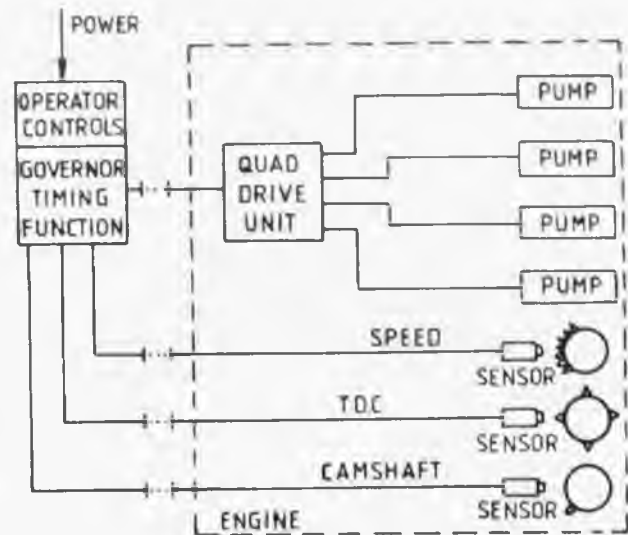 POWER
OPERATOR
CONTROLS
GOVERNOR
TIMING
FUNCTION
QUAD
DRIVE
UNIT
PUMP
PUMP
PUMP
PUMP
SPEED
SENSOR
T.D.C
SENSOR
CAMSHAFT
SENSOR
ENGINE